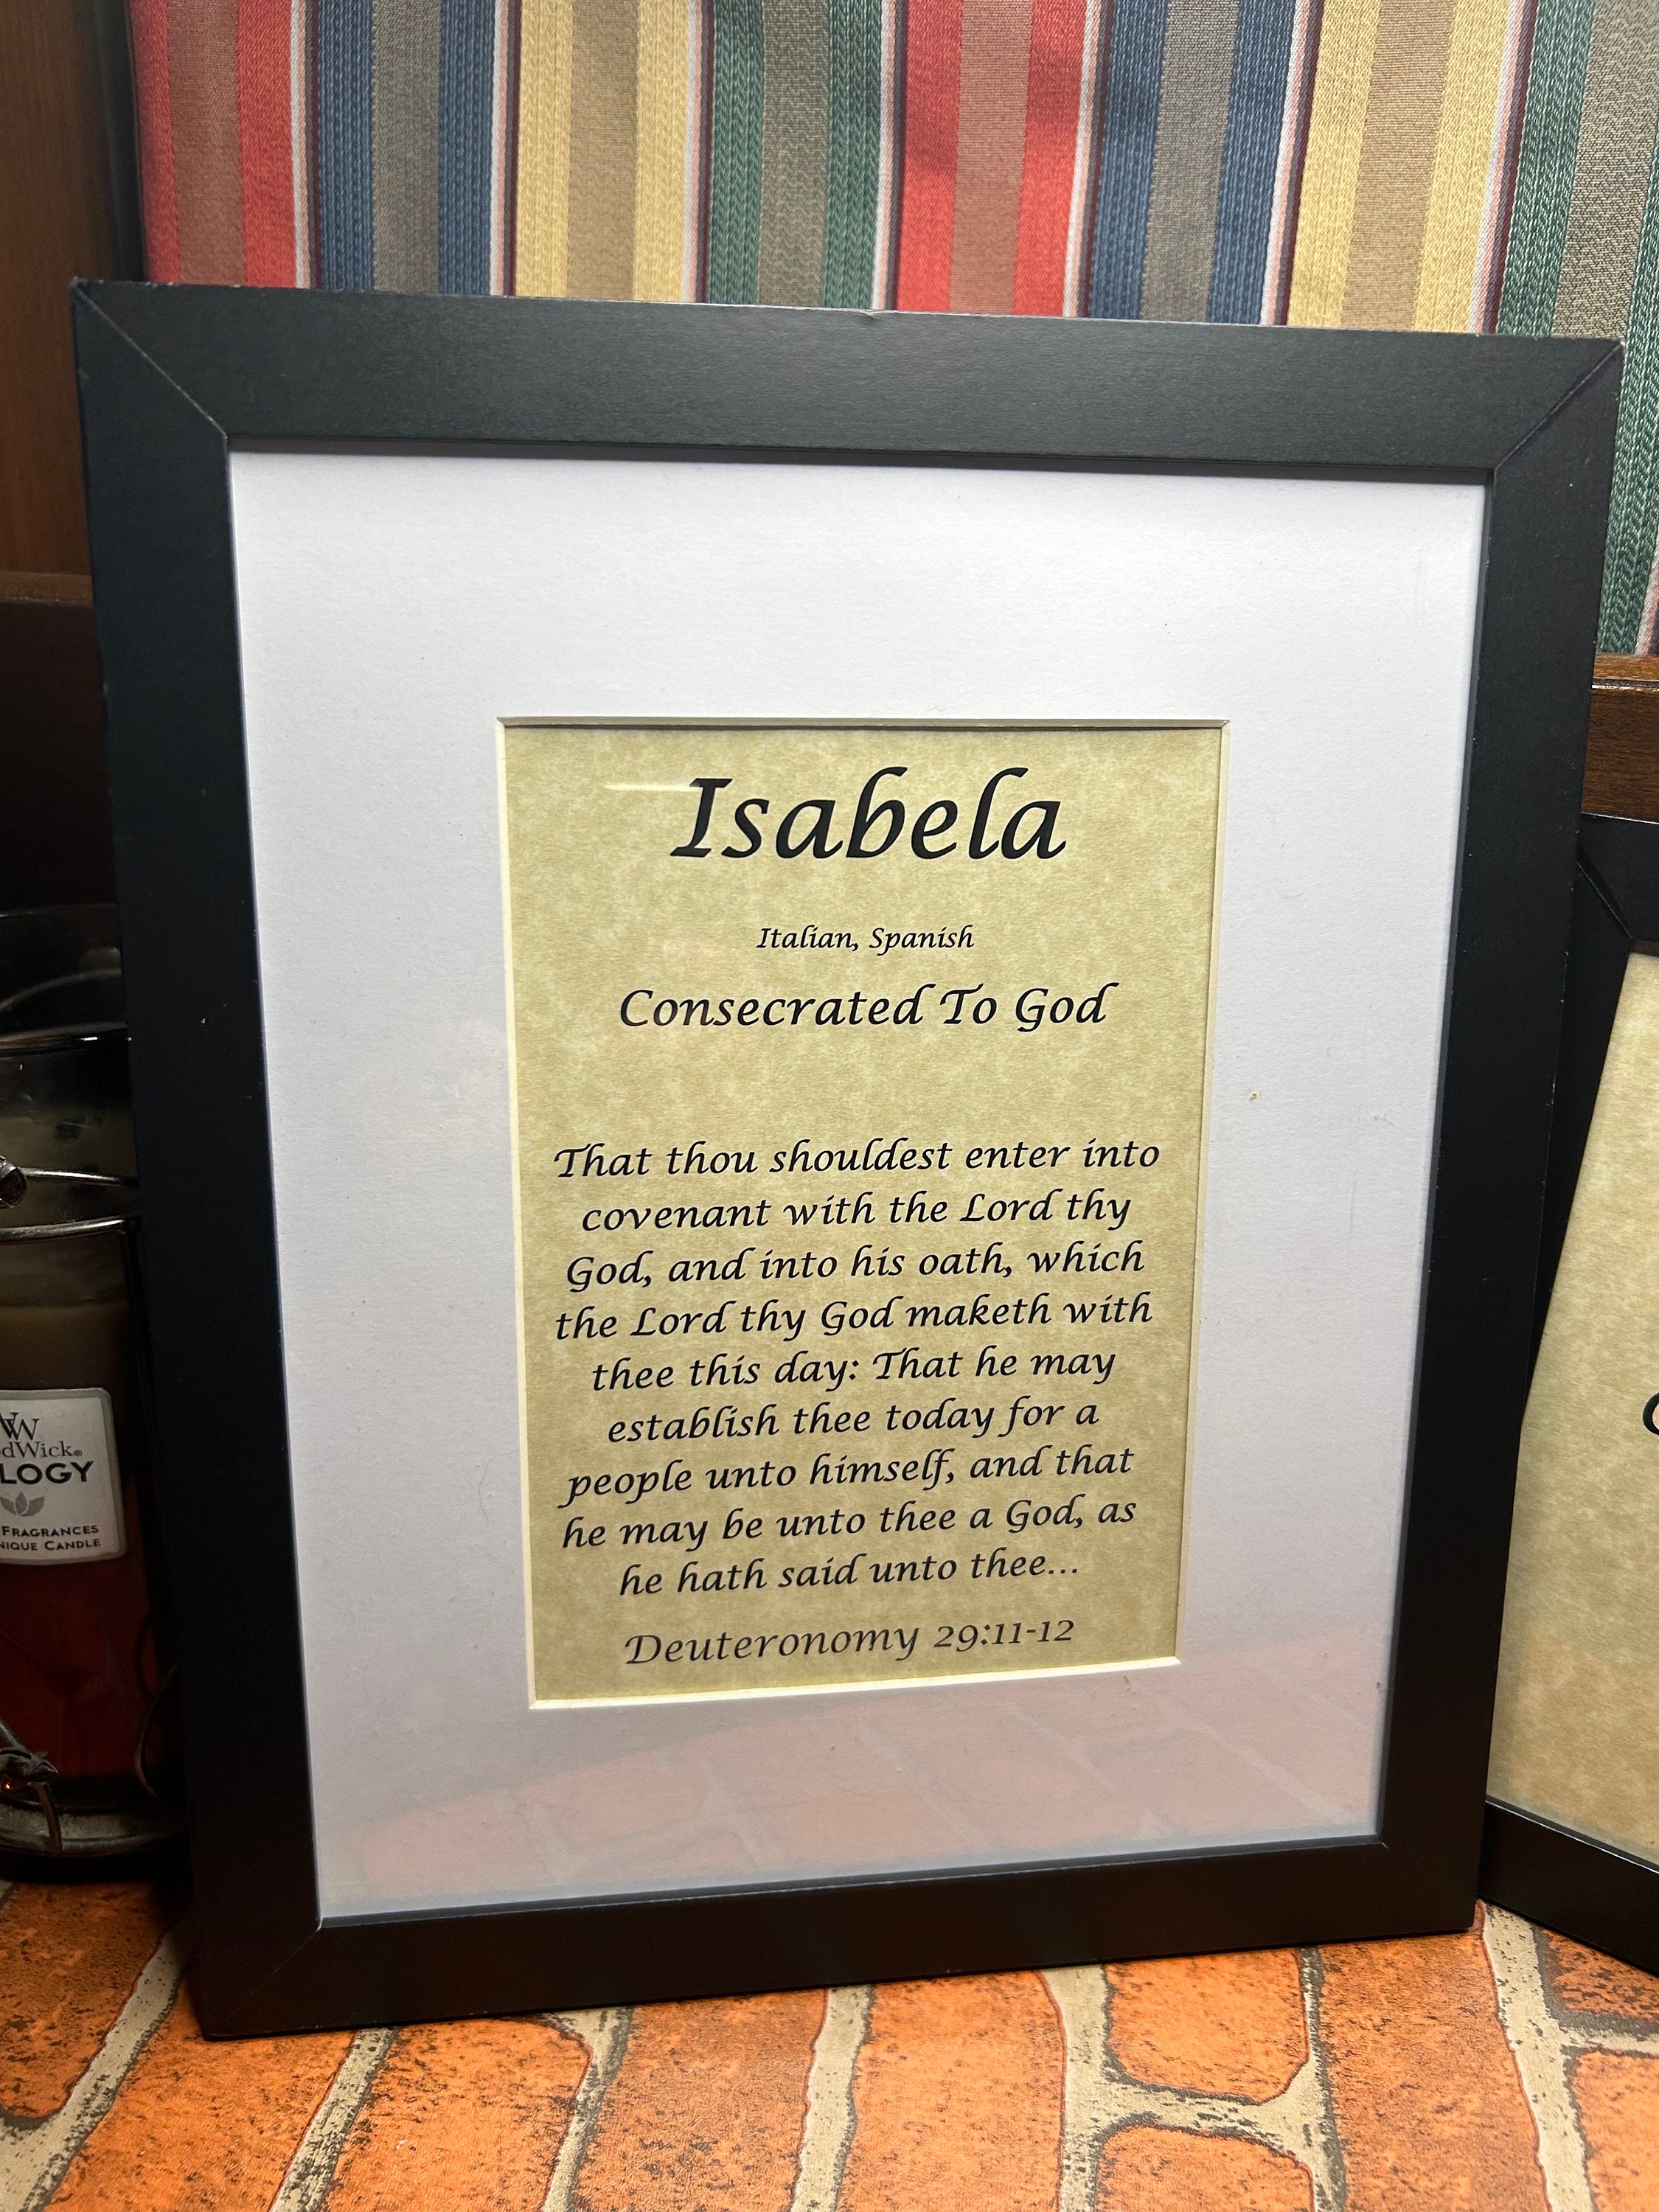 Isabela
Italian, Spanish
Consecrated To God
That thou shouldest enter into
covenant with the Lord thy
God, and into his oath, which
the Lord thy God maketh with
thee this day: That he may
establish thee today for a
people unto himself, and that
he may be unto thee a God, as
he hath said unto thee...
Deuteronomy 29:11-12
W
dWick®
LOGY
FRAGRANCES
NIQUE CANDLE